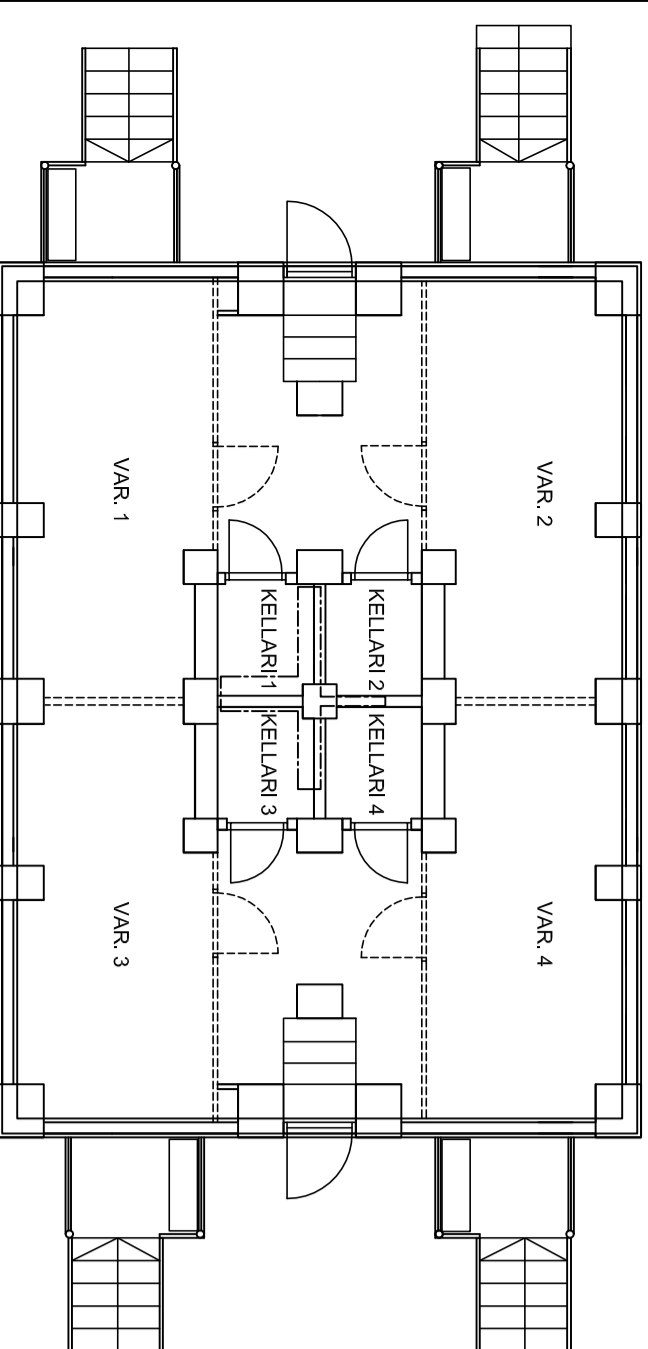 VAR. 1
VAR. 2
KELLARI 1
KELLARI 2
KELLARI 3
KELLARI 4
VAR. 3
VAR. 4